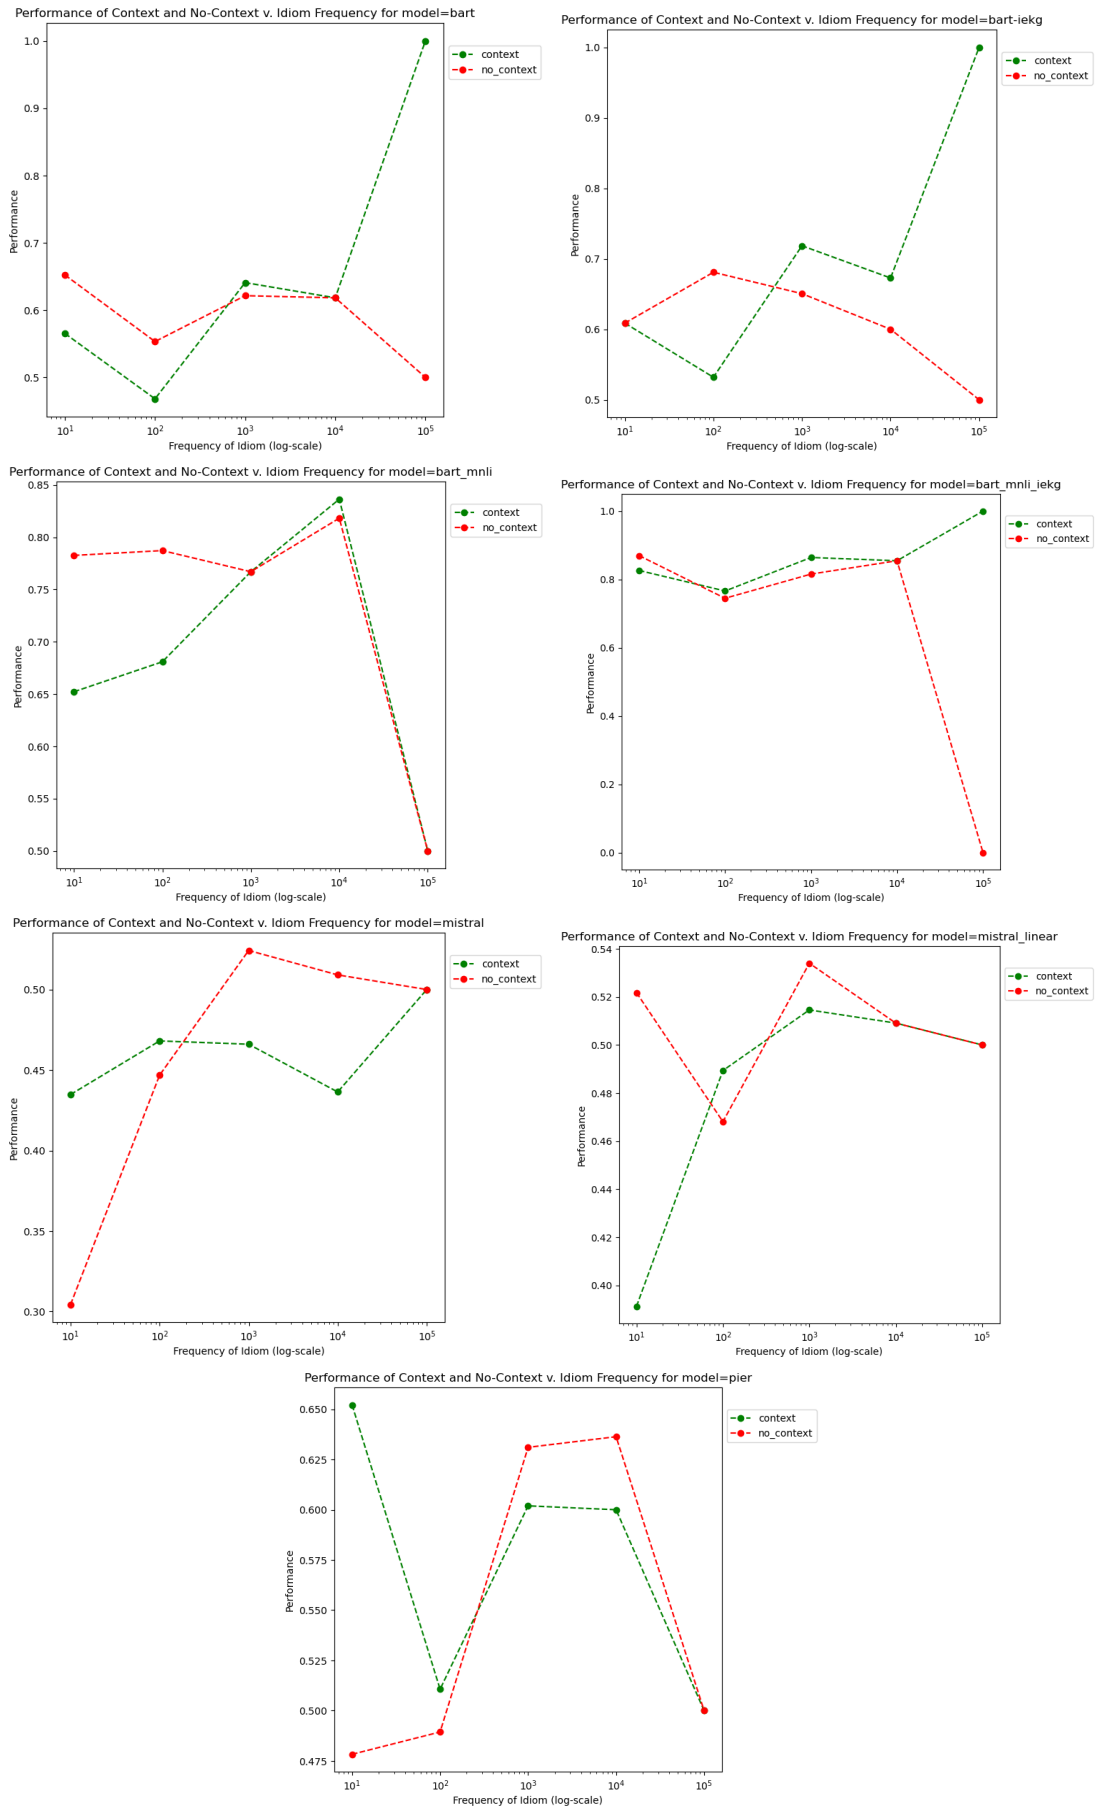 Performance of Context and No-Context v. Idiom Frequency for model=bart
1.0
0.9
0.8
0.7
0.6
0.5
Performance
10¹ 10² 10³ 10⁴ 10⁵
Frequency of Idiom (log-scale)
context
no_context
Performance of Context and No-Context v. Idiom Frequency for model=bart-iekg
1.0
0.9
0.8
0.7
0.6
0.5
Performance
10¹ 10² 10³ 10⁴ 10⁵
Frequency of Idiom (log-scale)
context
no_context
Performance of Context and No-Context v. Idiom Frequency for model=bart_mnli
0.85
0.80
0.75
0.70
0.65
0.60
0.55
0.50
Performance
10¹ 10² 10³ 10⁴ 10⁵
Frequency of Idiom (log-scale)
context
no_context
Performance of Context and No-Context v. Idiom Frequency for model=bart_mnli_iekg
1.0
0.8
0.6
0.4
0.2
0.0
Performance
10¹ 10² 10³ 10⁴ 10⁵
Frequency of Idiom (log-scale)
context
no_context
Performance of Context and No-Context v. Idiom Frequency for model=mistral
0.50
0.45
0.40
0.35
0.30
Performance
10¹ 10² 10³ 10⁴ 10⁵
Frequency of Idiom (log-scale)
context
no_context
Performance of Context and No-Context v. Idiom Frequency for model=mistral_linear
0.54
0.52
0.50
0.48
0.46
0.44
0.42
0.40
Performance
10¹ 10² 10³ 10⁴ 10⁵
Frequency of Idiom (log-scale)
context
no_context
Performance of Context and No-Context v. Idiom Frequency for model=pier
0.650
0.625
0.600
0.575
0.550
0.525
0.500
0.475
Performance
10¹ 10² 10³ 10⁴ 10⁵
Frequency of Idiom (log-scale)
context
no_context